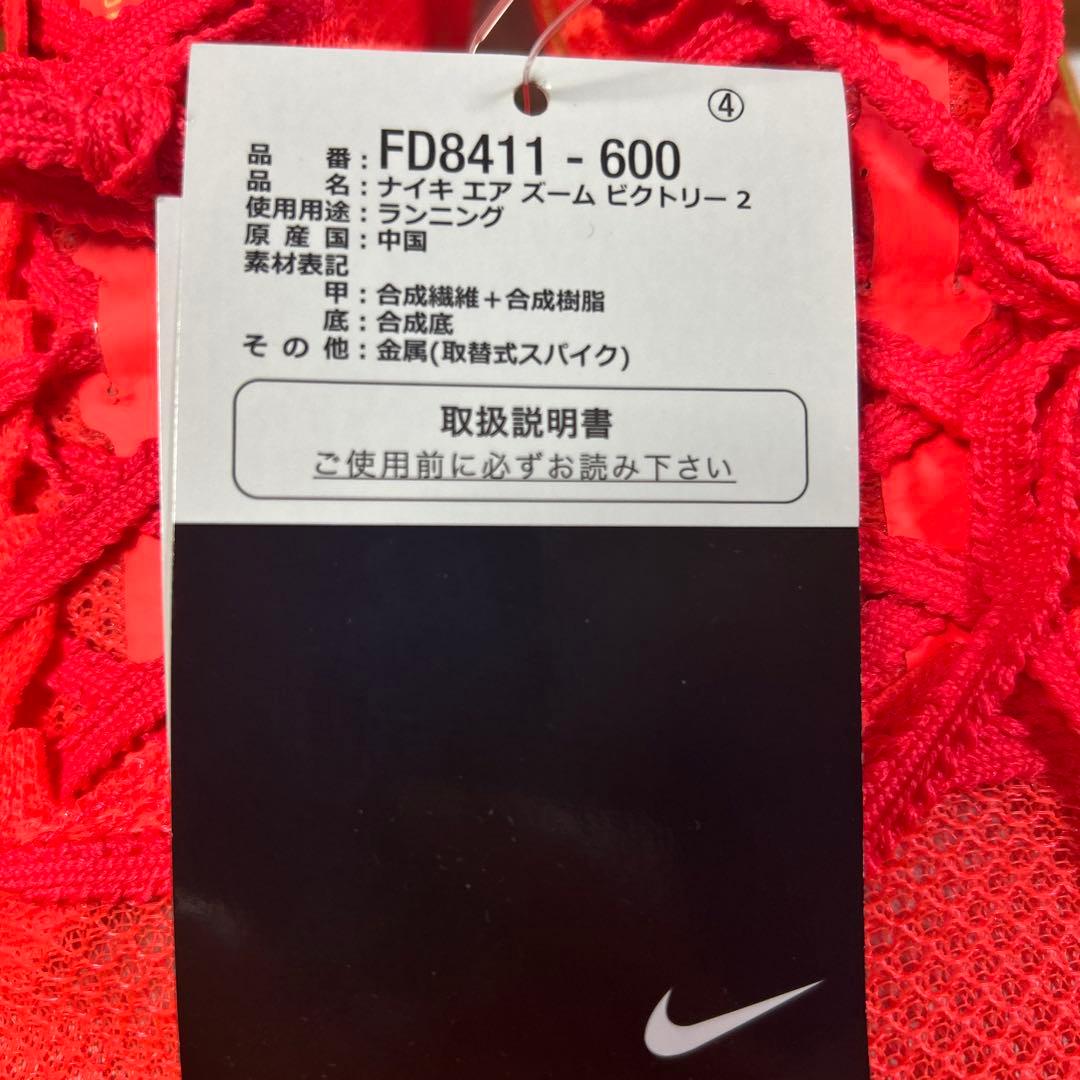 ④
品番:FD8411-600
品名:ナイキ エア ズーム ビクトリー 2
使用用途:ランニング
原産国:中国
素材表記
甲:合成繊維+合成樹脂
底:合成底
その他:金属(取替式スパイク)
取扱説明書
ご使用前に必ずお読み下さい